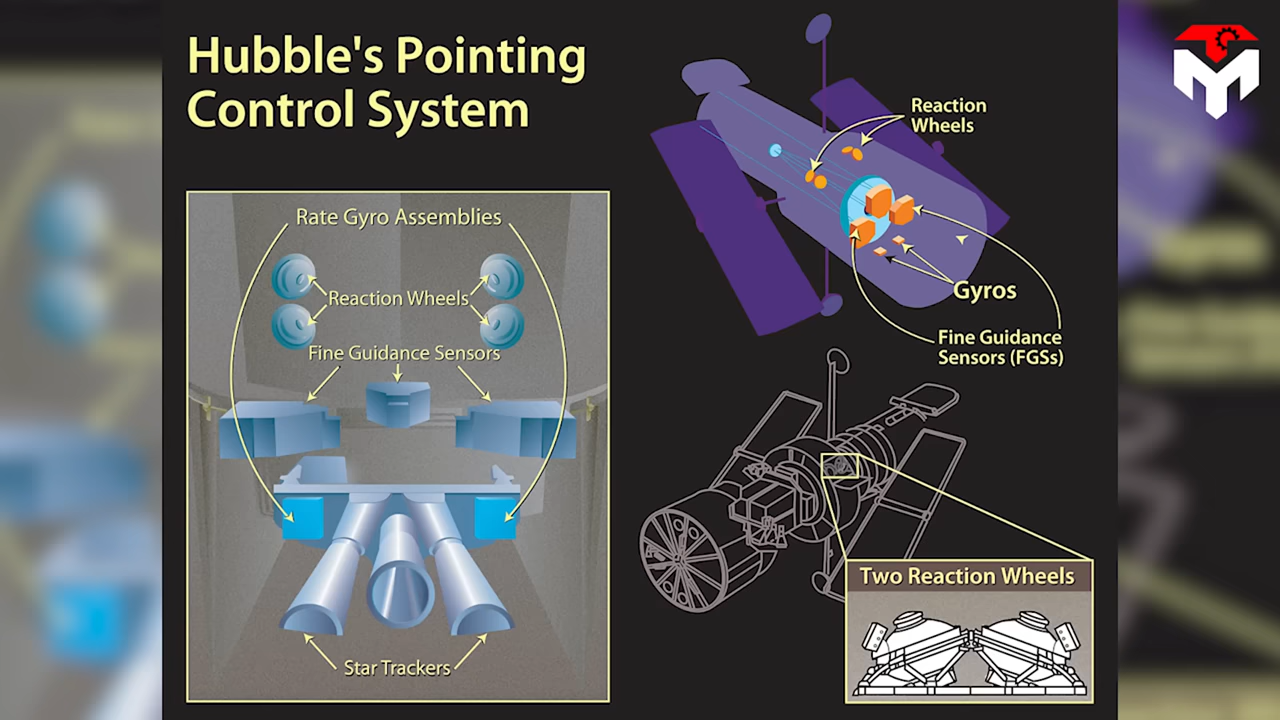 Hubble's Pointing
Control System
Rate Gyro Assemblies
Reaction Wheels
Fine Guidance Sensors
Star Trackers
Reaction
Wheels
Gyros
Fine Guidance
Sensors (FGSs)
Two Reaction Wheels